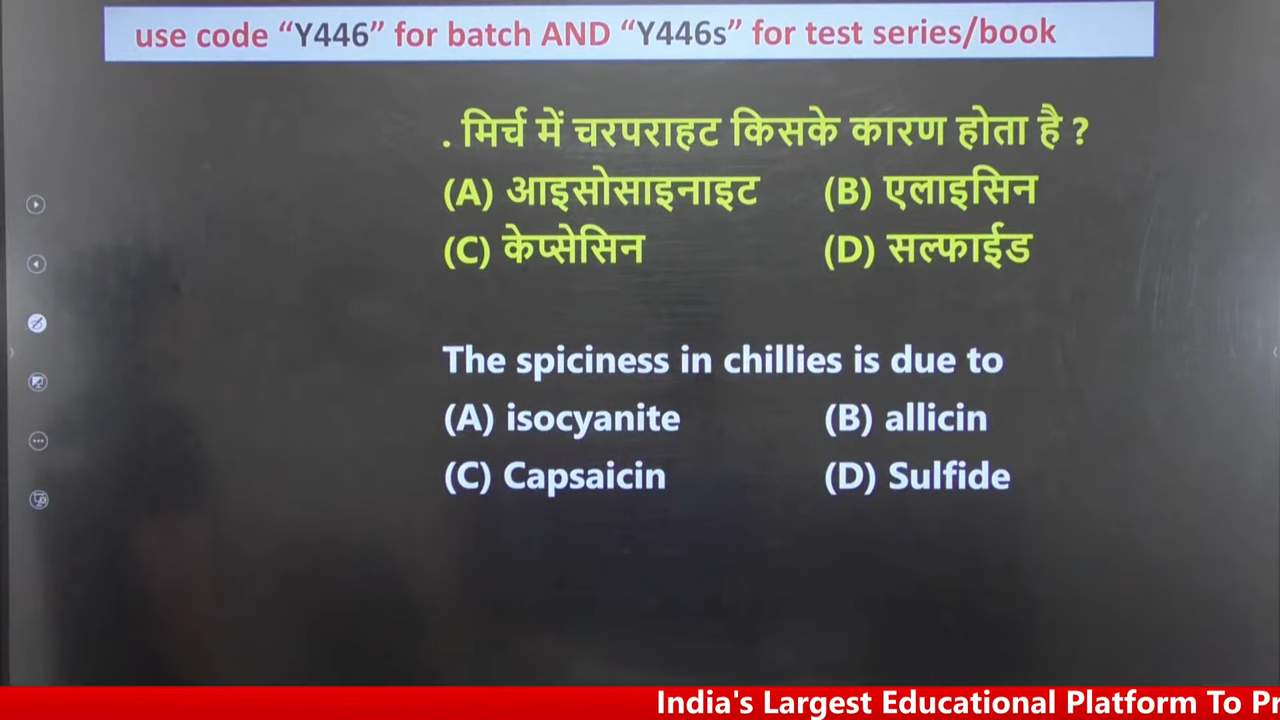 use code “Y446” for batch AND “Y446s” for test series/book
. मिर्च में चरपराहट किसके कारण होता है ?
(A) आइसोसाइनाइट (B) एलाइसिन
(C) केप्सेसिन (D) सल्फाईड
The spiciness in chillies is due to
(A) isocyanite (B) allicin
(C) Capsaicin (D) Sulfide
India's Largest Educational Platform To Pr